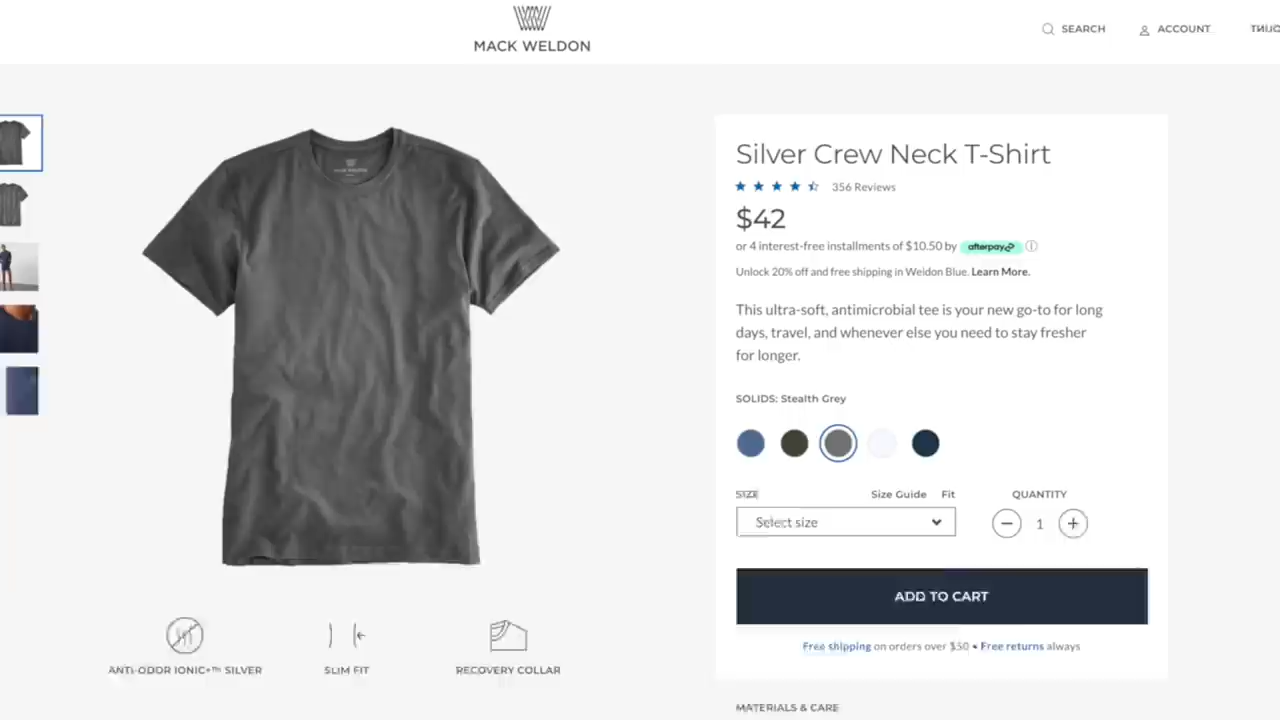 MACK WELDON
SEARCH
ACCOUNT
MACK WELDON
Silver Crew Neck T-Shirt
356 Reviews
$42
or 4 interest-free installments of $10.50 by afterpay
Unlock 20% off and free shipping in Weldon Blue. Learn More.
This ultra-soft, antimicrobial tee is your new go-to for long
days, travel, and whenever else you need to stay fresher
for longer.
SOLIDS: Stealth Grey
SIZE Size Guide Fit QUANTITY
Select size
1
ADD TO CART
Free shipping on orders over $50 • Free returns always
ANTI-ODOR IONIC+™ SILVER
SLIM FIT
RECOVERY COLLAR
MATERIALS & CARE